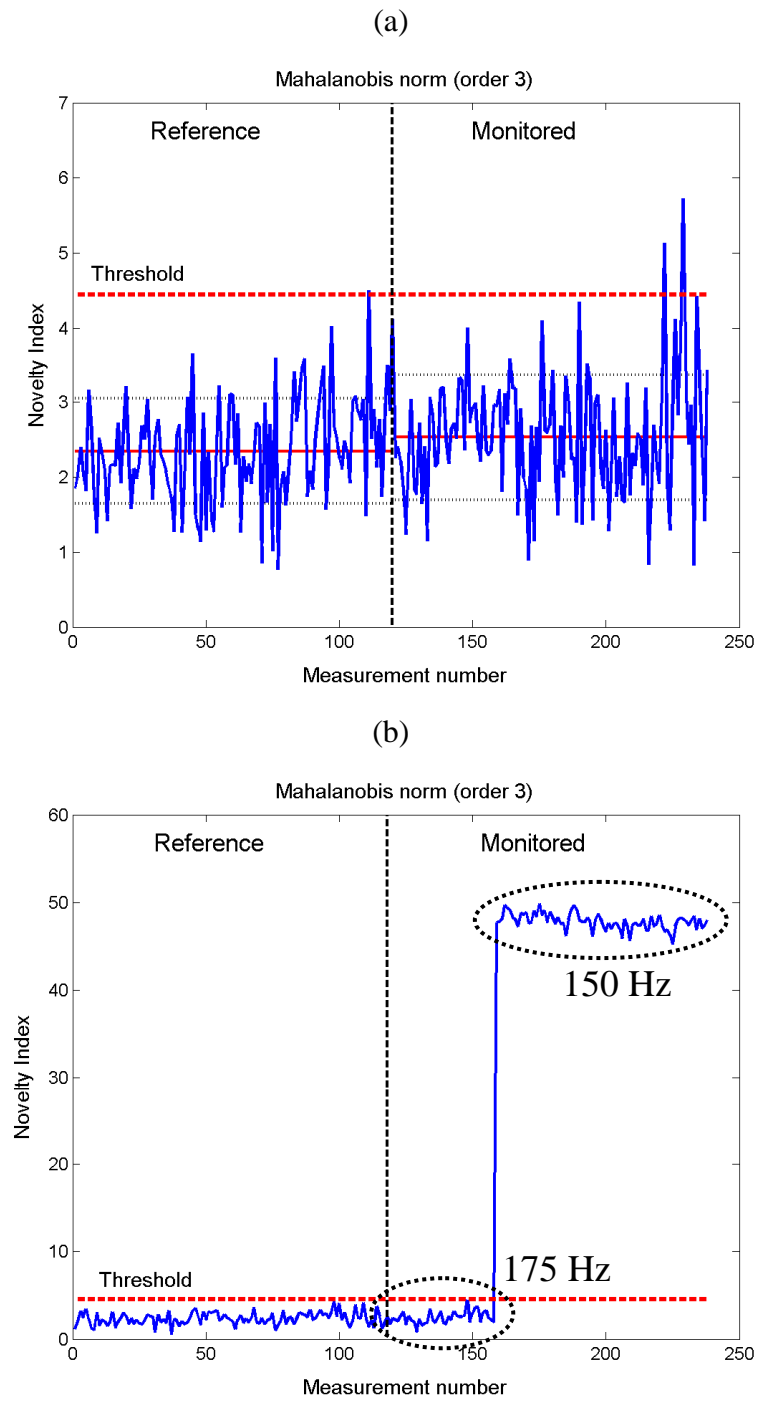 (a)
Mahalanobis norm (order 3)
7
Reference Monitored
6
5
Threshold
4
Novelty Index
3
2
1
0
0 50 100 150 200 250
Measurement number
(b)
Mahalanobis norm (order 3)
60
Reference Monitored
50
150 Hz
40
30
Novelty Index
20
10
175 Hz
Threshold
0
0 50 100 150 200 250
Measurement number